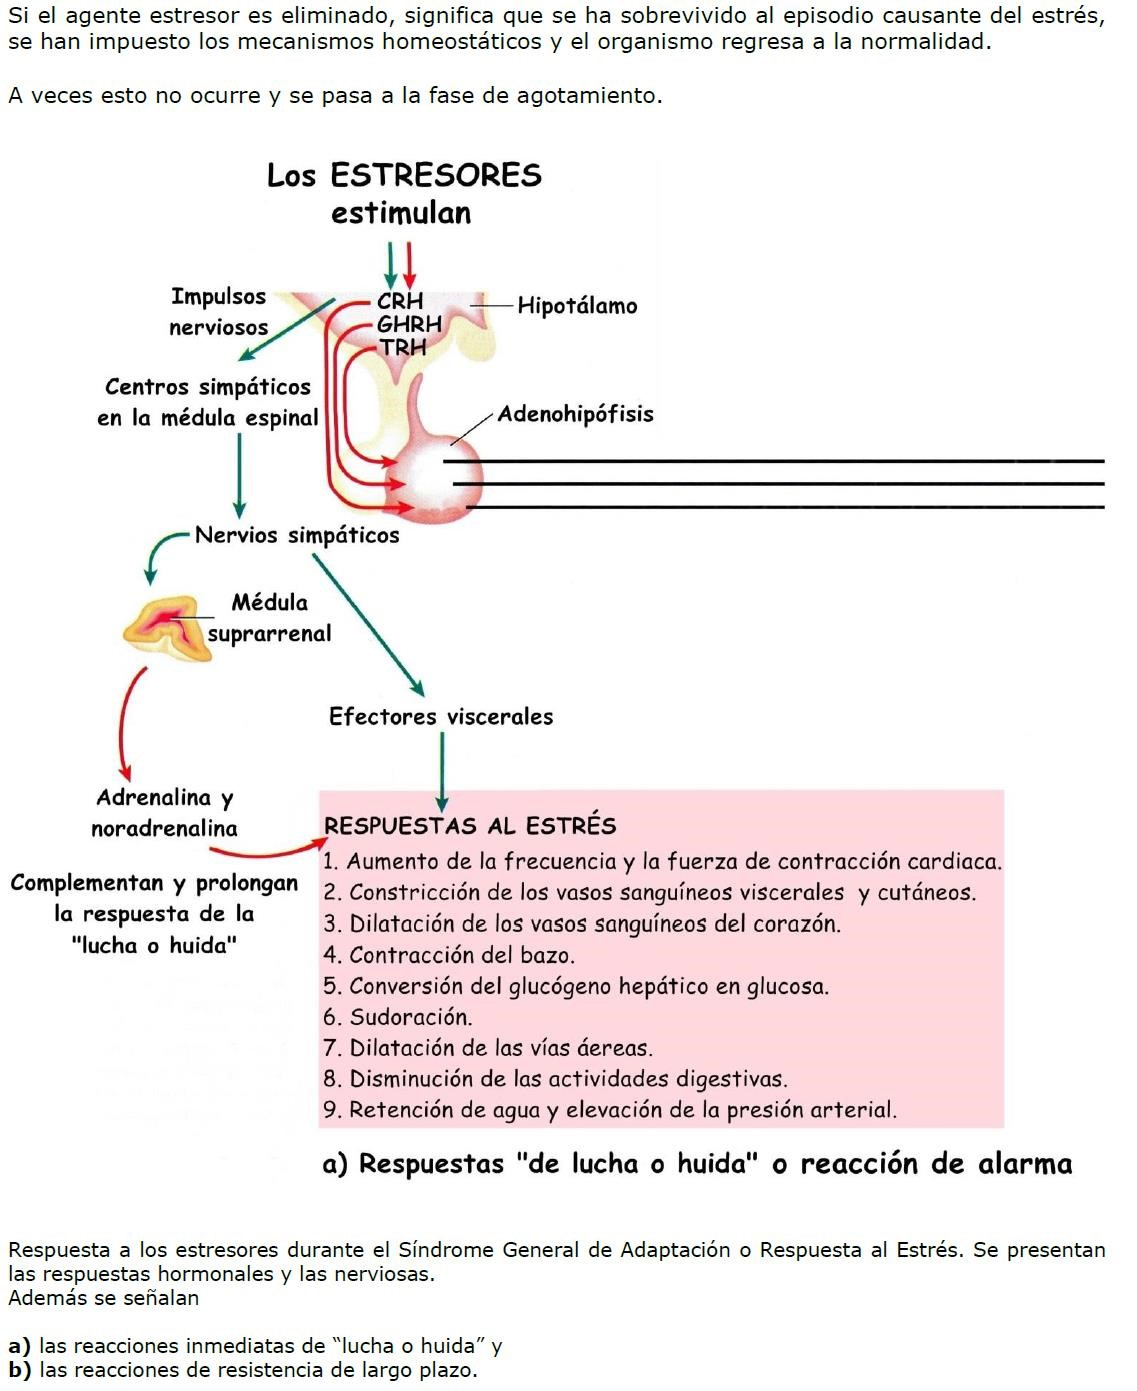 Si el agente estresor es eliminado, significa que se ha sobrevivido al episodio causante del estrés,
se han impuesto los mecanismos homeostáticos y el organismo regresa a la normalidad.
A veces esto no ocurre y se pasa a la fase de agotamiento.
Los ESTRESORES
estimulan
Impulsos
nerviosos
CRH
GHRH
TRH
Hipotálamo
Centros simpáticos
en la médula espinal
Adenohipófisis
Nervios simpáticos
Médula
suprarrenal
Efectores viscerales
Adrenalina y
noradrenalina
Complementan y prolongan
la respuesta de la
"lucha o huida"
RESPUESTAS AL ESTRÉS
1. Aumento de la frecuencia y la fuerza de contracción cardiaca.
2. Constricción de los vasos sanguíneos viscerales y cutáneos.
3. Dilatación de los vasos sanguíneos del corazón.
4. Contracción del bazo.
5. Conversión del glucógeno hepático en glucosa.
6. Sudoración.
7. Dilatación de las vías áereas.
8. Disminución de las actividades digestivas.
9. Retención de agua y elevación de la presión arterial.
a) Respuestas "de lucha o huida" o reacción de alarma
Respuesta a los estresores durante el Síndrome General de Adaptación o Respuesta al Estrés. Se presentan
las respuestas hormonales y las nerviosas.
Además se señalan
a) las reacciones inmediatas de “lucha o huida” y
b) las reacciones de resistencia de largo plazo.